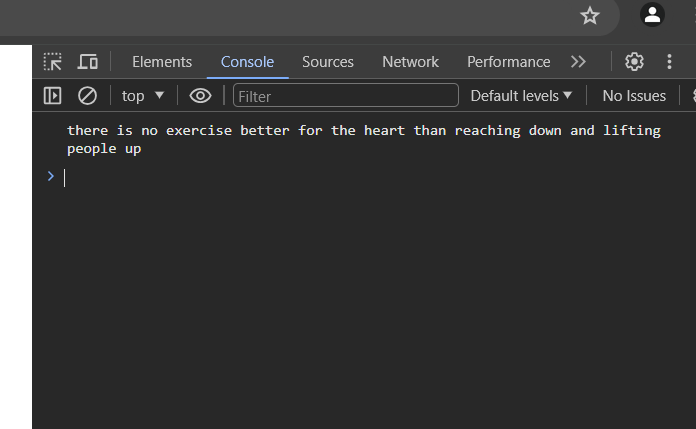 Elements Console Sources Network Performance
top Filter Default levels No Issues
there is no exercise better for the heart than reaching down and lifting
people up